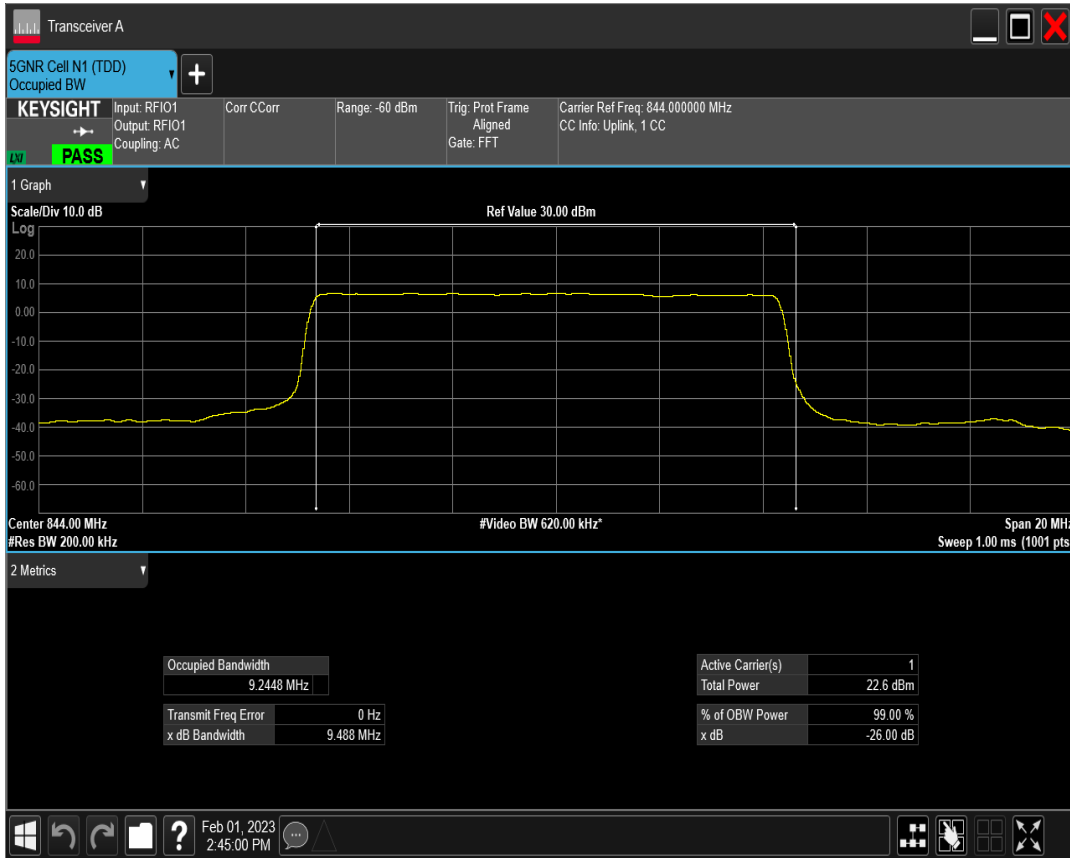 Transceiver A
5GNR Cell N1 (TDD)
Occupied BW
KEYSIGHT
LXI
PASS
Input: RFIO1
Output: RFIO1
Coupling: AC
Corr CCorr
Range: -60 dBm
Trig: Prot Frame
Aligned
Gate: FFT
Carrier Ref Freq: 844.000000 MHz
CC Info: Uplink, 1 CC
1 Graph
Scale/Div 10.0 dB
Ref Value 30.00 dBm
Log
20.0
10.0
0.00
-10.0
-20.0
-30.0
-40.0
-50.0
-60.0
Center 844.00 MHz
#Video BW 620.00 kHz*
Span 20 MHz
#Res BW 200.00 kHz
Sweep 1.00 ms (1001 pts
2 Metrics
Occupied Bandwidth
9.2448 MHz
Transmit Freq Error 0 Hz
x dB Bandwidth 9.488 MHz
Active Carrier(s) 1
Total Power 22.6 dBm
% of OBW Power 99.00 %
x dB -26.00 dB
?
Feb 01, 2023
2:45:00 PM